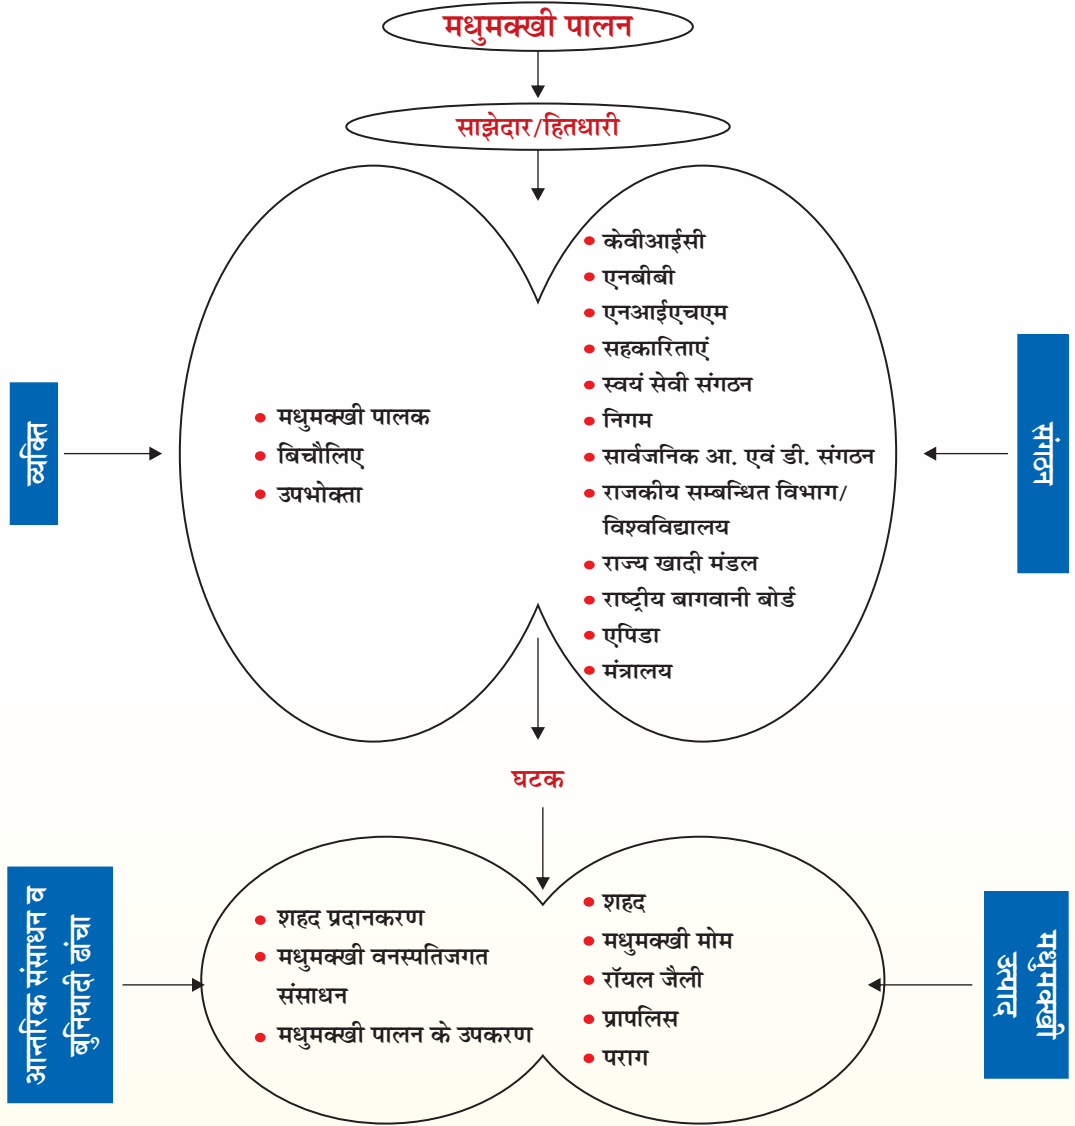 मधुमक्खी पालन
साझेदार/हितधारी
व्यक्ति
मधुमक्खी पालक
बिचौलिए
उपभोक्ता
केवीआईसी
एनबीबी
एनआईएचएम
सहकारिताएं
स्वयं सेवी संगठन
निगम
सार्वजनिक आ. एवं डी. संगठन
राजकीय सम्बन्धित विभाग/
विश्वविद्यालय
राज्य खादी मंडल
राष्ट्रीय बागवानी बोर्ड
एपिडा
मंत्रालय
संगठन
घटक
आन्तरिक संसाधन व
बुनियादी ढांचा
शहद प्रदानकरण
मधुमक्खी वनस्पतिजगत
संसाधन
मधुमक्खी पालन के उपकरण
शहद
मधुमक्खी मोम
रॉयल जैली
प्रापलिस
पराग
मधुमक्खी
उत्पाद